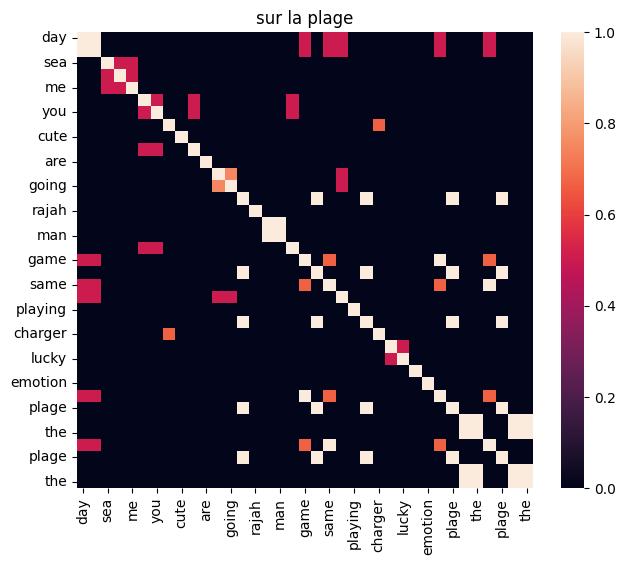 sur la plage
day
sea
me
you
cute
are
going
rajah
man
game
same
playing
charger
lucky
emotion
plage
the
plage
the
1.0
0.8
0.6
0.4
0.2
0.0
day
sea
me
you
cute
are
going
rajah
man
game
same
playing
charger
lucky
emotion
plage
the
plage
the